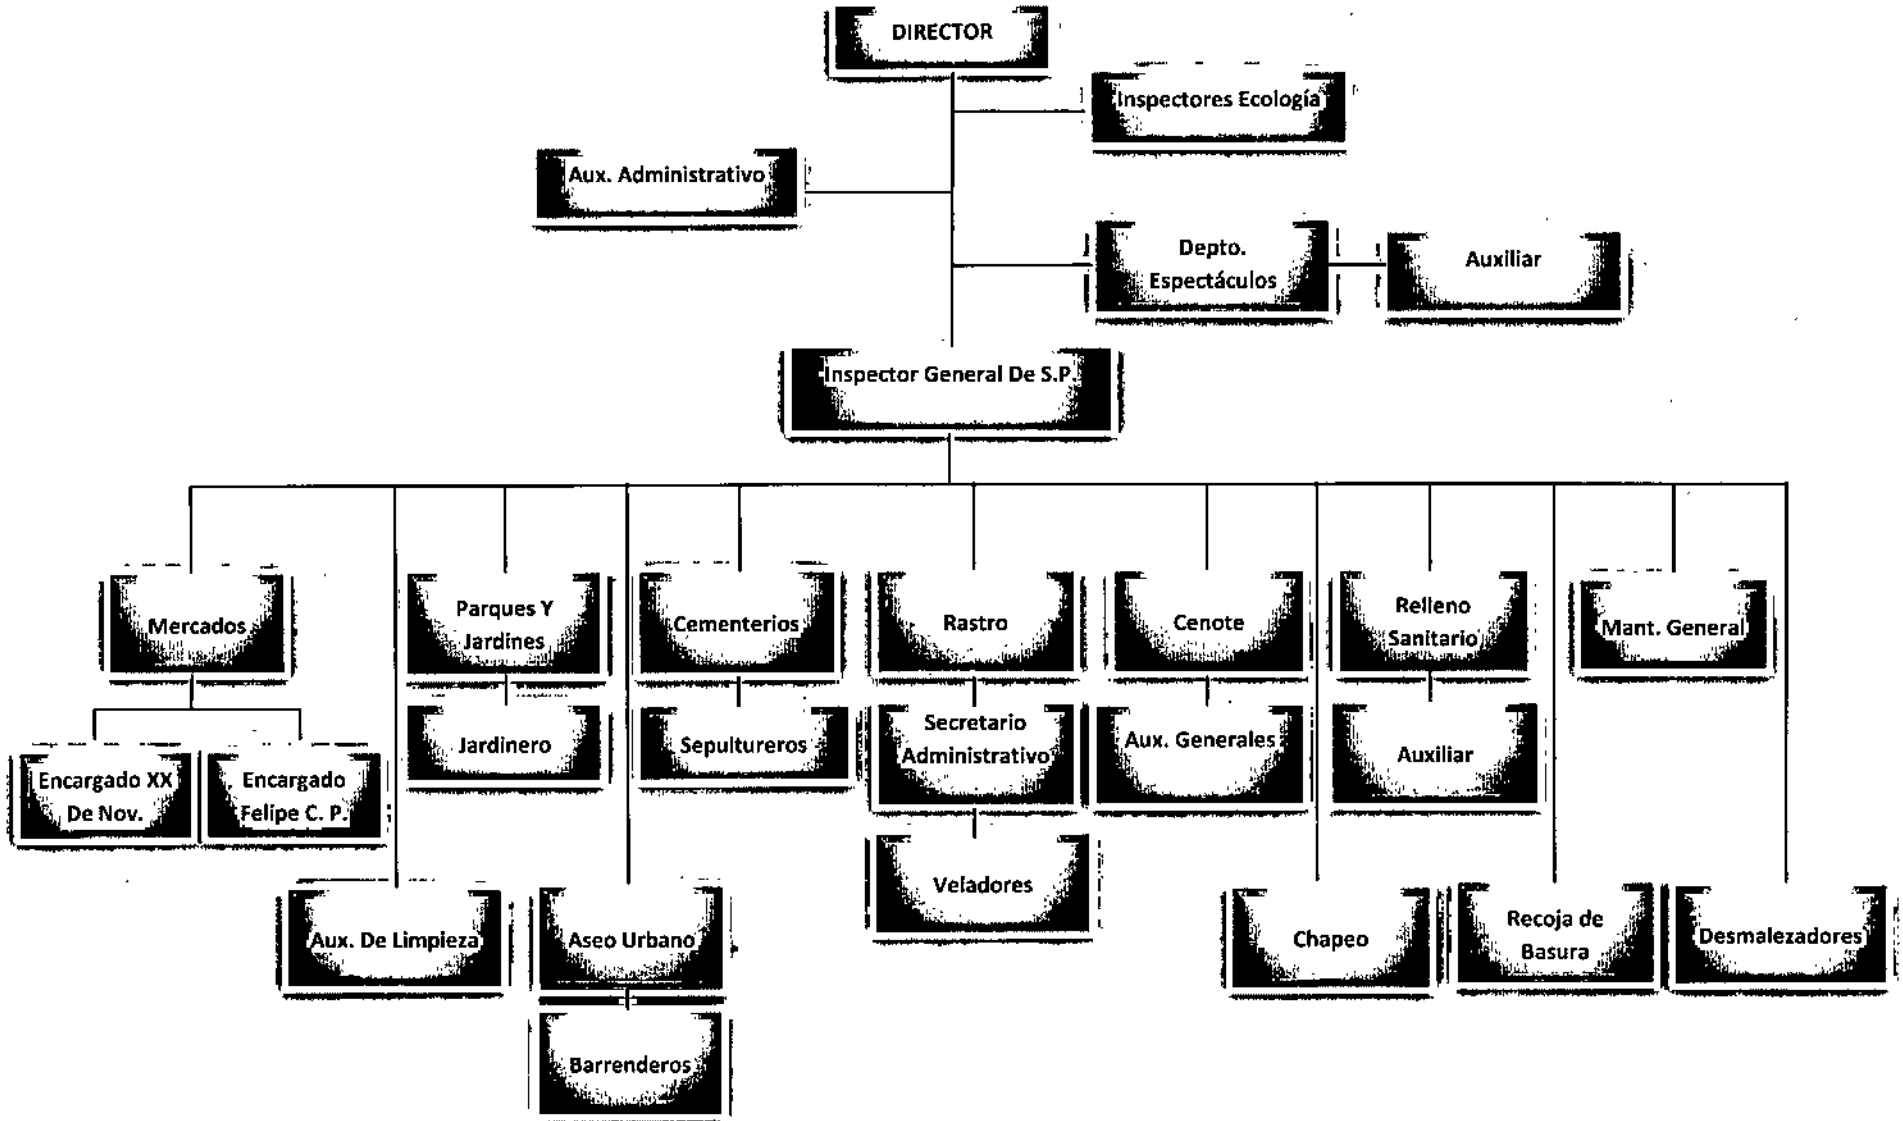 DIRECTOR
Inspectores Ecología
Aux. Administrativo
Depto.
Espectáculos
Auxiliar
Inspector General De S.P.
Mercados
Parques Y
Jardines
Cementerios
Rastro
Cenote
Relleno
Sanitario
Mant. General
Encargado XX
De Nov.
Encargado
Felipe C. P.
Jardinero
Sepultureros
Secretario
Administrativo
Aux. Generales
Auxiliar
Veladores
Aux. De Limpieza
Aseo Urbano
Chapeo
Recoja de
Basura
Desmalezadores
Barrenderos